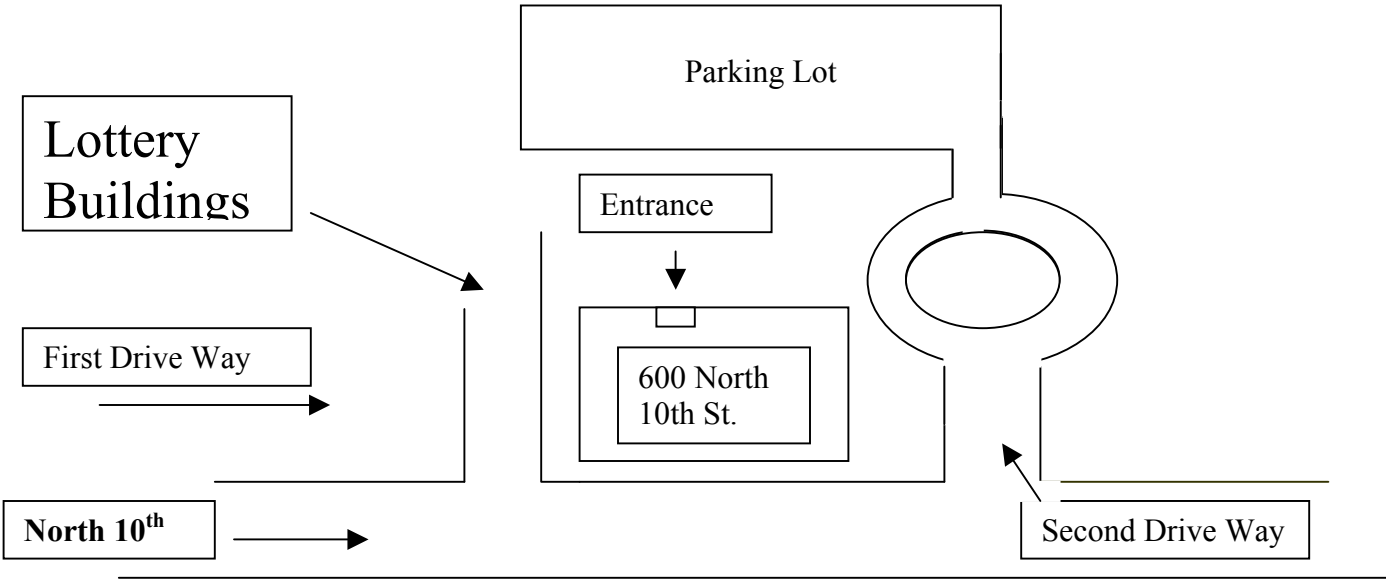 Parking Lot
Lottery
Buildings
Entrance
First Drive Way
600 North
10th St.
North 10th
Second Drive Way